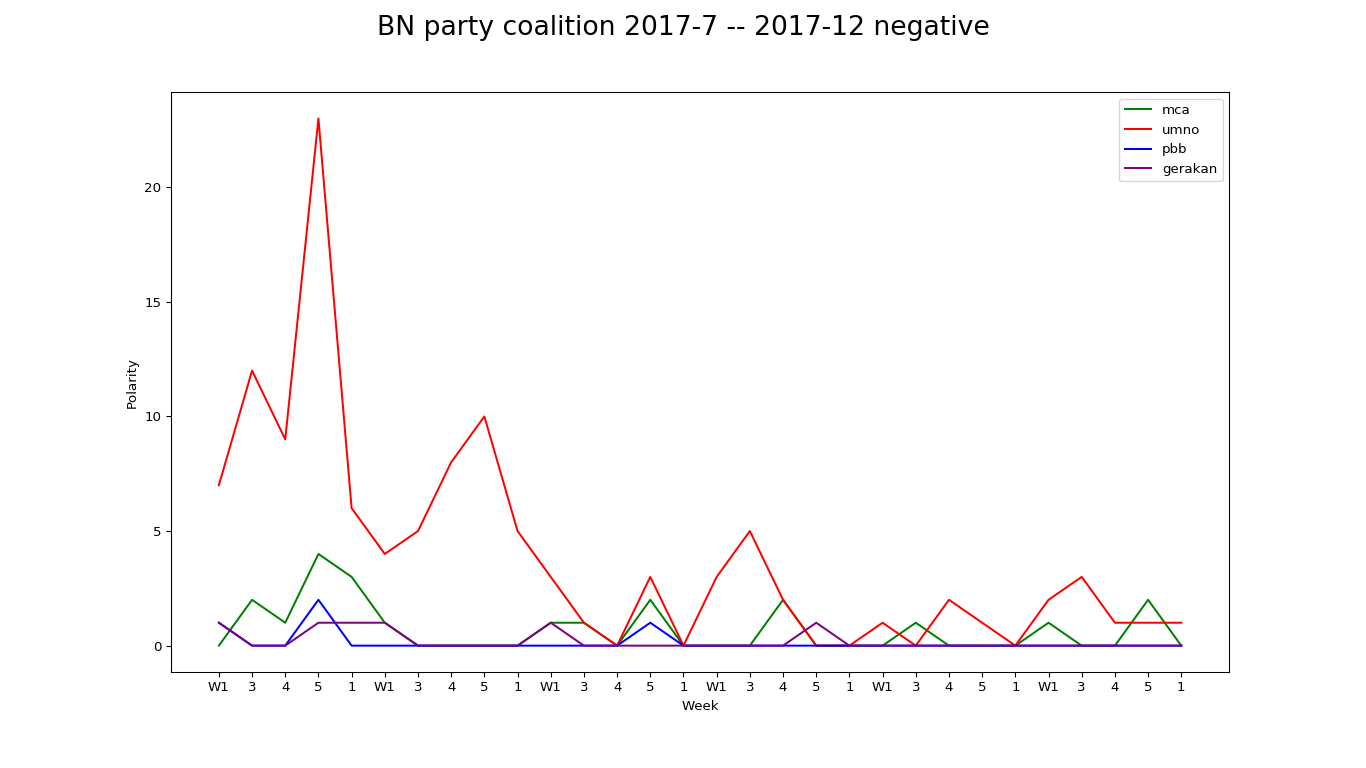 BN party coalition 2017-7 -- 2017-12 negative
mca
umno
pbb
gerakan
20
15
10
5
0
Polarity
W1 3 4 5 1 W1 3 4 5 1 W1 3 4 5 1 W1 3 4 5 1 W1 3 4 5 1 W1 3 4 5 1
Week